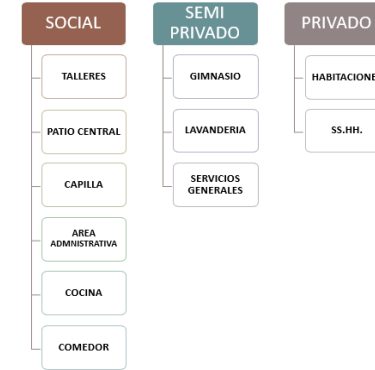 SOCIAL
TALLERES
PATIO CENTRAL
CAPILLA
AREA
ADMNISTRATIVA
COCINA
COMEDOR
SEMI
PRIVADO
GIMNASIO
LAVANDERIA
SERVICIOS
GENERALES
PRIVADO
HABITACIONE
SS.HH.